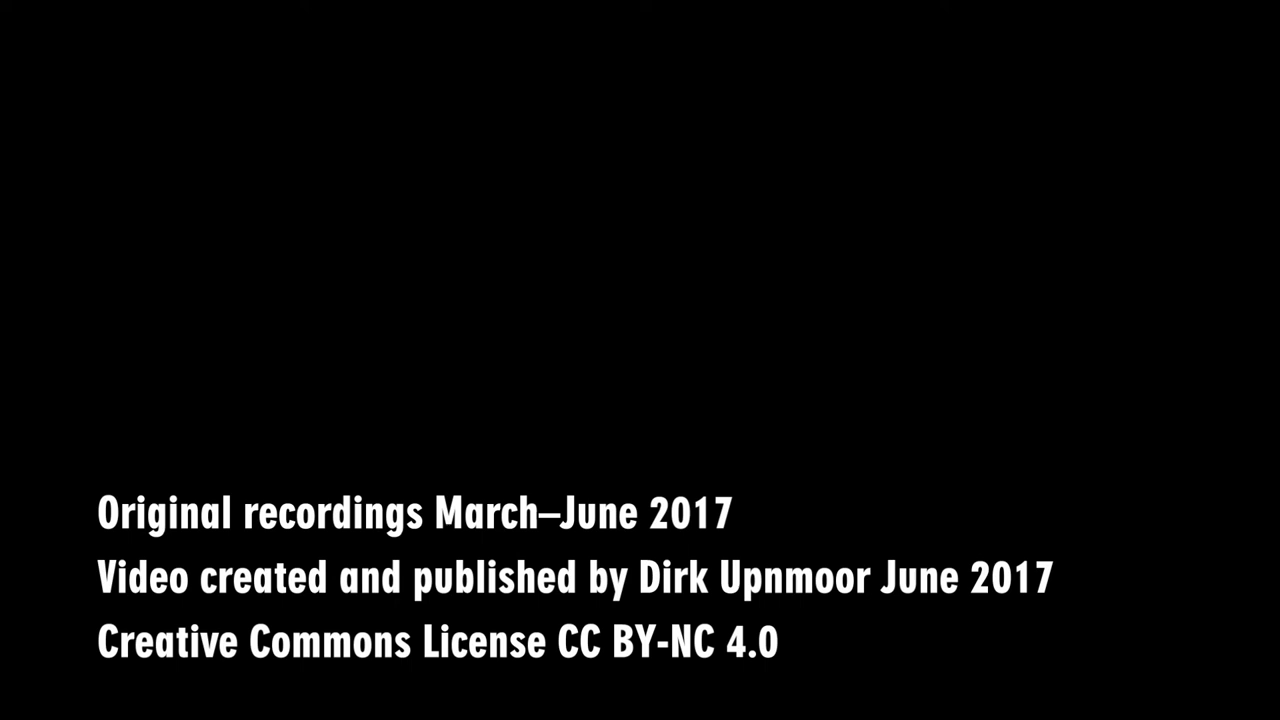 Original recordings March–June 2017
Video created and published by Dirk Upnmoor June 2017
Creative Commons License CC BY-NC 4.0